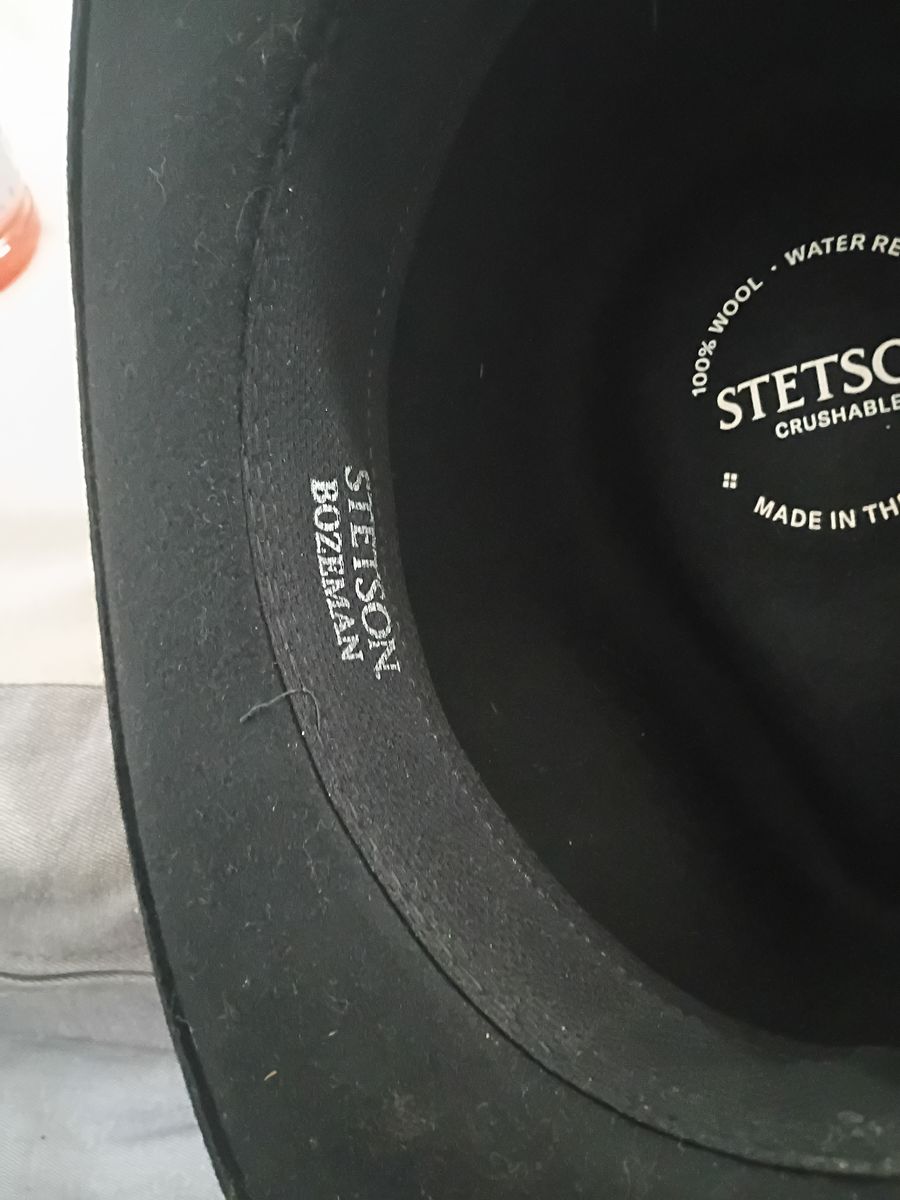 STETSON
BOZEMAN
100% WOOL · WATER RE
STETSO
CRUSHABLE
MADE IN TH